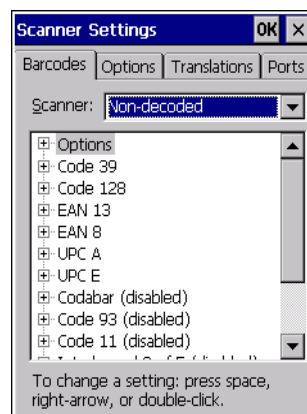 Scanner Settings OK ×
Barcodes Options Translations Ports
Scanner: Non-decoded
Options
Code 39
Code 128
EAN 13
EAN 8
UPC A
UPC E
Codabar (disabled)
Code 93 (disabled)
Code 11 (disabled)
To change a setting: press space,
right-arrow, or double-click.